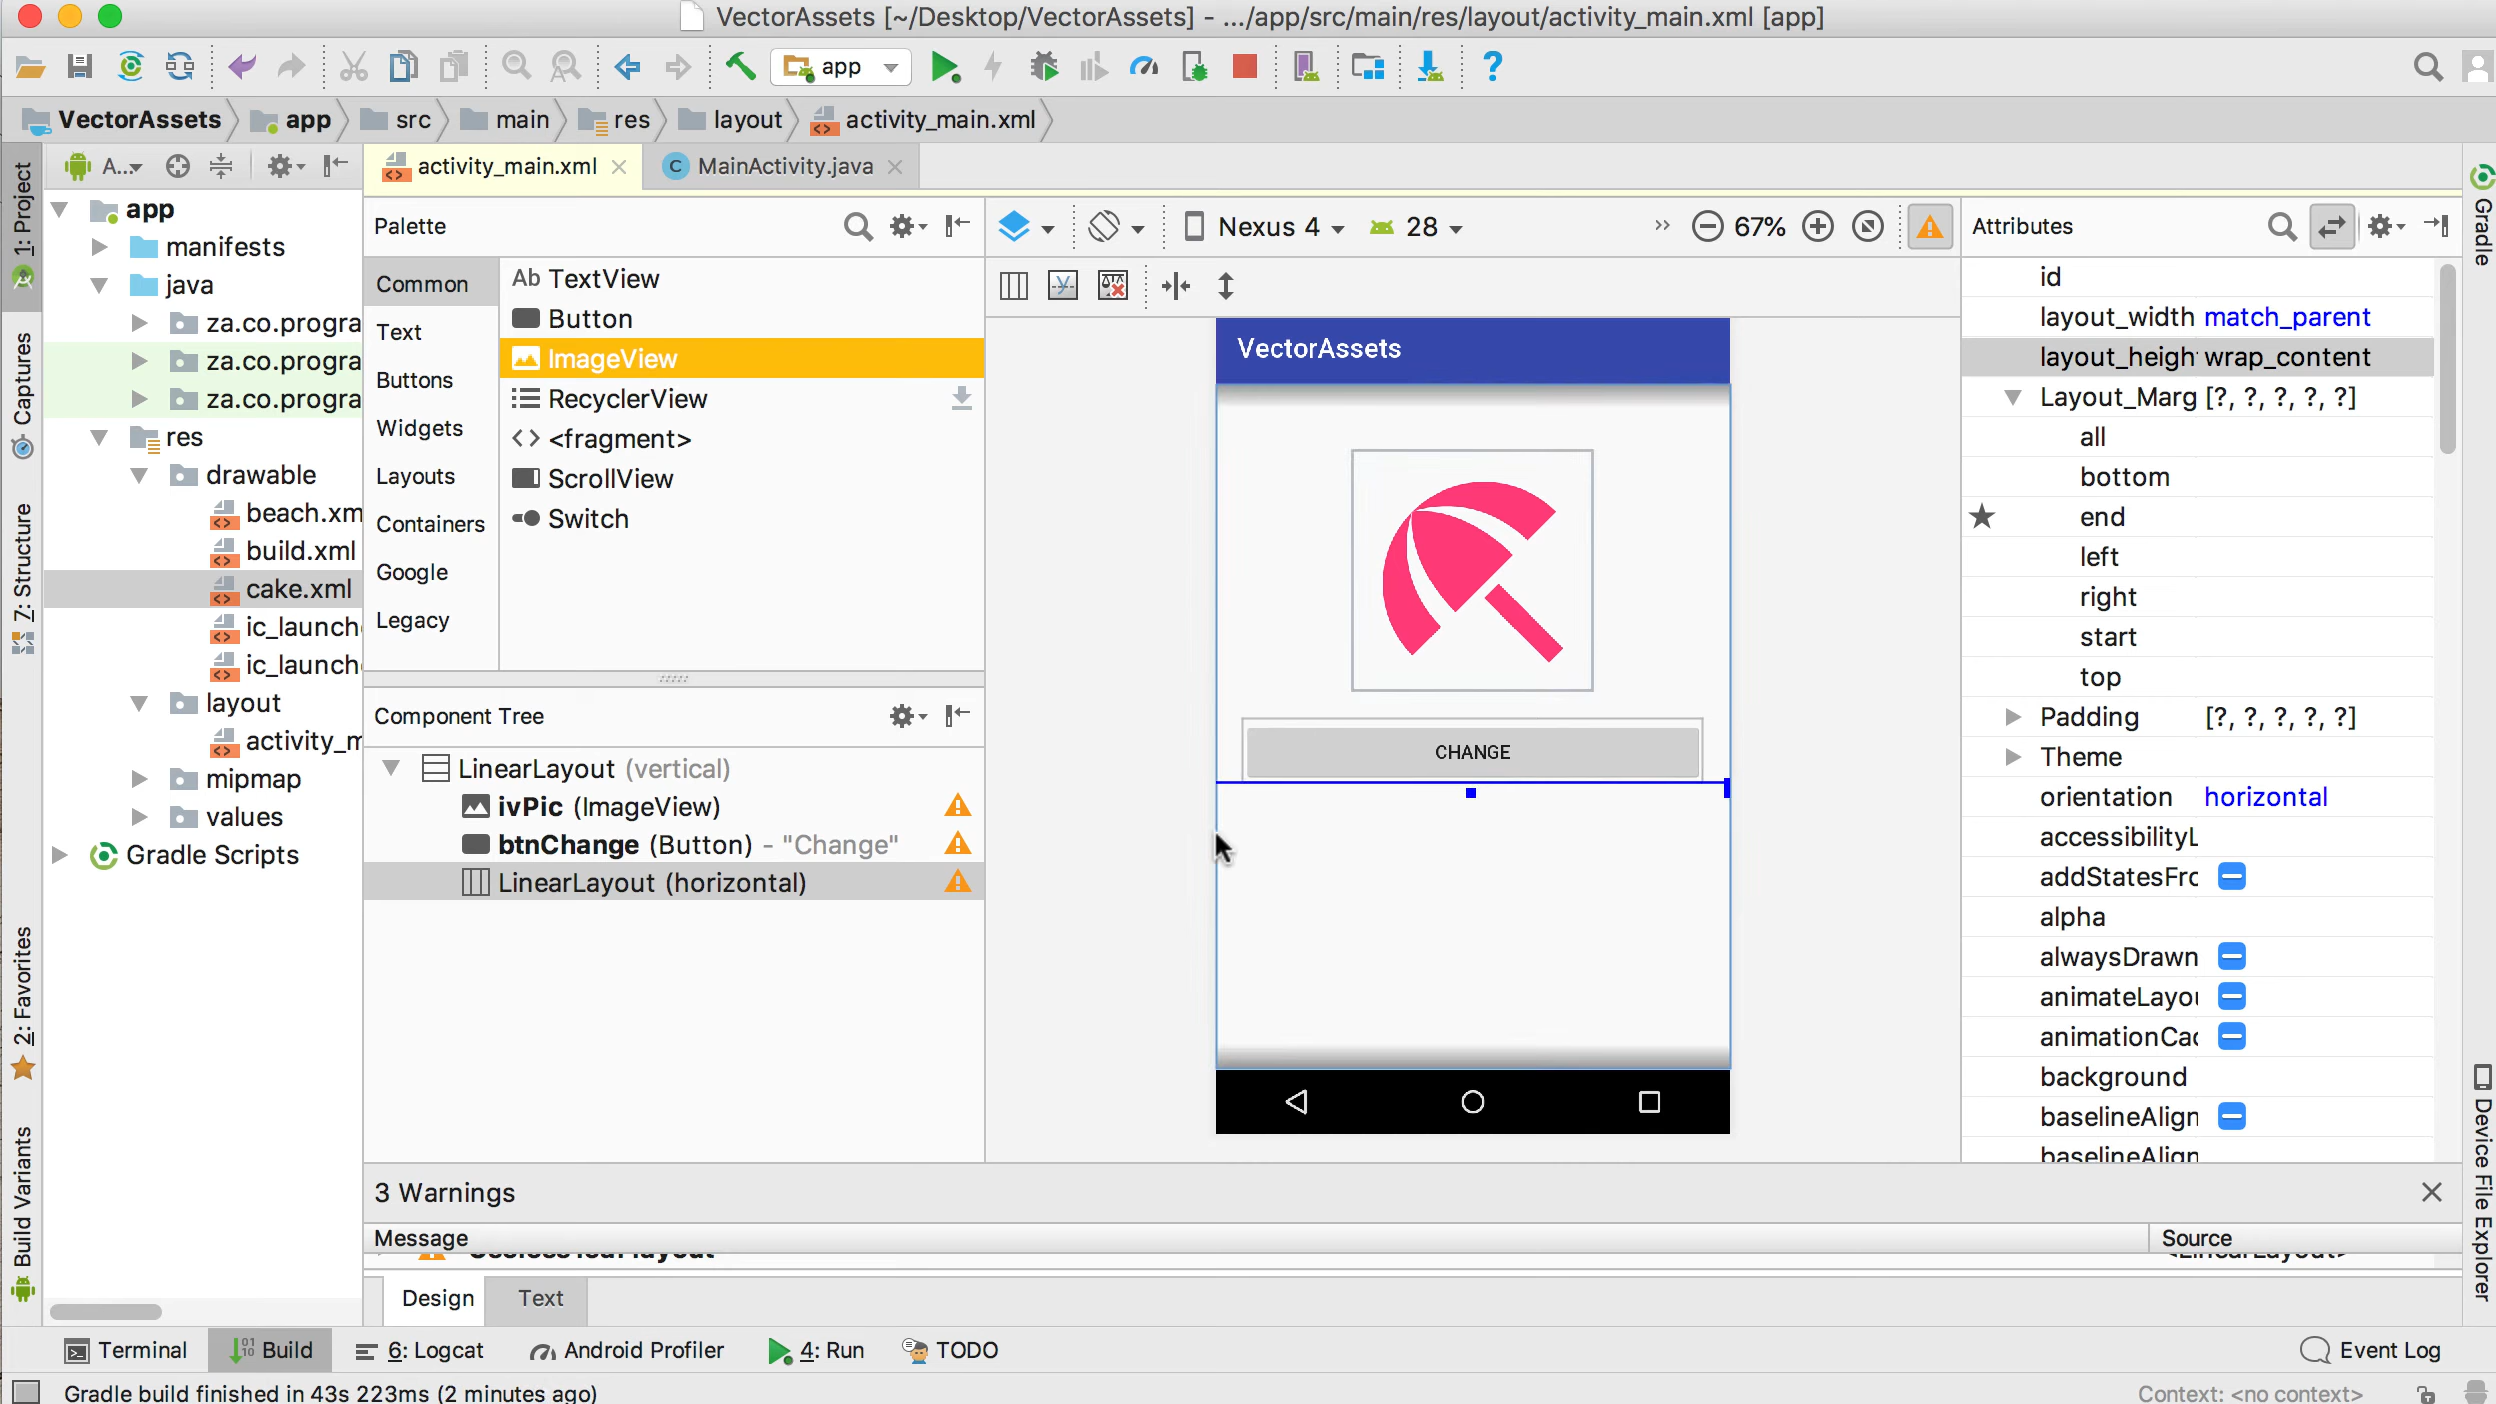 VectorAssets [~/Desktop/VectorAssets] - .../app/src/main/res/layout/activity_main.xml [app]
app
VectorAssets app src main res layout activity_main.xml
A...
activity_main.xml
MainActivity.java
1: Project
Captures
7: Structure
2: Favorites
Build Variants
app
manifests
java
za.co.progra
za.co.progra
za.co.progra
res
drawable
beach.xm
build.xml
cake.xml
ic_launch
ic_launch
layout
activity_m
mipmap
values
Gradle Scripts
Palette
Common
Text
Buttons
Widgets
Layouts
Containers
Google
Legacy
Ab TextView
Button
ImageView
RecyclerView
<fragment>
ScrollView
Switch
Component Tree
LinearLayout (vertical)
ivPic (ImageView)
btnChange (Button) - "Change"
LinearLayout (horizontal)
Nexus 4
28
67%
VectorAssets
CHANGE
Attributes
id
layout_width match_parent
layout_heigh wrap_content
Layout_Marg [?, ?, ?, ?, ?]
all
bottom
end
left
right
start
top
Padding [?, ?, ?, ?, ?]
Theme
orientation horizontal
accessibilityL
addStatesFro
alpha
alwaysDrawn
animateLayou
animationCac
background
baselineAlign
baselineAlign
Gradle
Device File Explorer
3 Warnings
Message
Source
Design
Text
Terminal
Build
6: Logcat
Android Profiler
4: Run
TODO
Event Log
Gradle build finished in 43s 223ms (2 minutes ago)
Context: <no context>